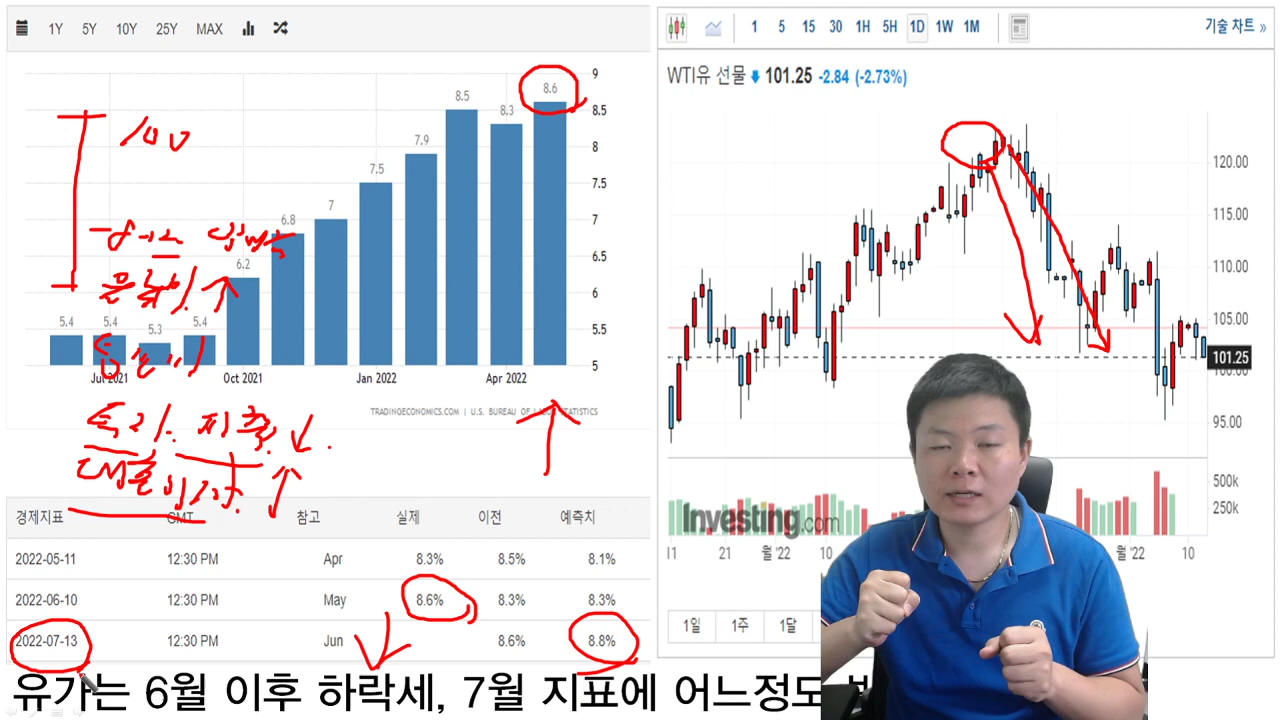 1Y 5Y 10Y 25Y MAX
9
8.5
8
7.5
7
6.5
6
5.5
5
5.4 5.4 5.3 5.4 6.2 6.8 7 7.5 7.9 8.5 8.3 8.6
Jul 2021 Oct 2021 Jan 2022 Apr 2022
TRADINGECONOMICS.COM | U.S. BUREAU OF LABOR STATISTICS
100
경제지표 GMT 참고 실제 이전 예측치
2022-05-11 12:30 PM Apr 8.3% 8.5% 8.1%
2022-06-10 12:30 PM May 8.6% 8.3% 8.3%
2022-07-13 12:30 PM Jun 8.6% 8.8%
1 5 15 30 1H 5H 1D 1W 1M 기술 차트 »
WTI유 선물 101.25 -2.84 (-2.73%)
120.00
115.00
110.00
105.00
101.25
100.00
95.00
500k
250k
Investing.com
11 21 월 '22 10 월 '22 10
1일 1주 1달
유가는 6월 이후 하락세, 7월 지표에 어느정도